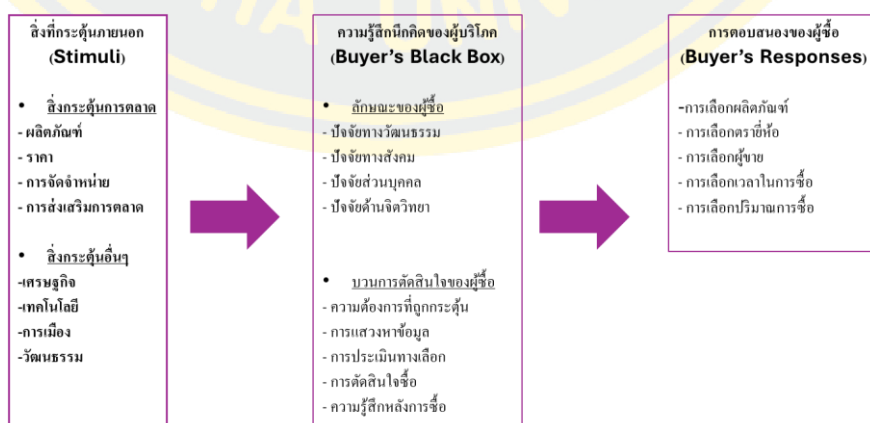 สิ่งที่กระตุ้นภายนอก
(Stimuli)
• สิ่งกระตุ้นการตลาด
- ผลิตภัณฑ์
- ราคา
- การจัดจำหน่าย
- การส่งเสริมการตลาด
• สิ่งกระตุ้นอื่นๆ
-เศรษฐกิจ
-เทคโนโลยี
-การเมือง
-วัฒนธรรม
ความรู้สึกนึกคิดของผู้บริโภค
(Buyer's Black Box)
• ลักษณะของผู้ซื้อ
- ปัจจัยทางวัฒนธรรม
- ปัจจัยทางสังคม
- ปัจจัยส่วนบุคคล
- ปัจจัยด้านจิตวิทยา
• บวนการตัดสินใจของผู้ซื้อ
- ความต้องการที่ถูกกระตุ้น
- การแสวงหาข้อมูล
- การประเมินทางเลือก
- การตัดสินใจซื้อ
- ความรู้สึกหลังการซื้อ
การตอบสนองของผู้ซื้อ
(Buyer's Responses)
-การเลือกผลิตภัณฑ์
- การเลือกตรายี่ห้อ
- การเลือกผู้ขาย
- การเลือกเวลาในการซื้อ
- การเลือกปริมาณการซื้อ